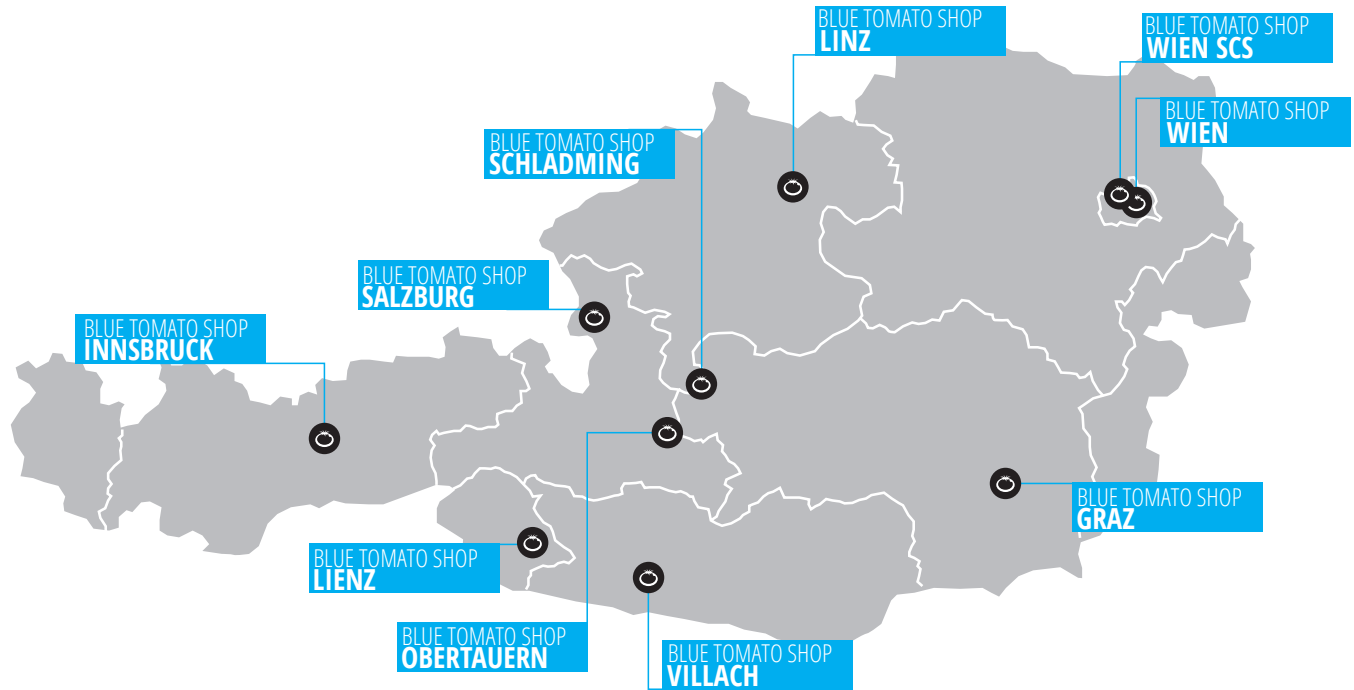 BLUE TOMATO SHOP
LINZ
BLUE TOMATO SHOP
WIEN SCS
BLUE TOMATO SHOP
WIEN
BLUE TOMATO SHOP
SCHLADMING
BLUE TOMATO SHOP
SALZBURG
BLUE TOMATO SHOP
INNSBRUCK
BLUE TOMATO SHOP
GRAZ
BLUE TOMATO SHOP
LIENZ
BLUE TOMATO SHOP
OBERTAUERN
BLUE TOMATO SHOP
VILLACH